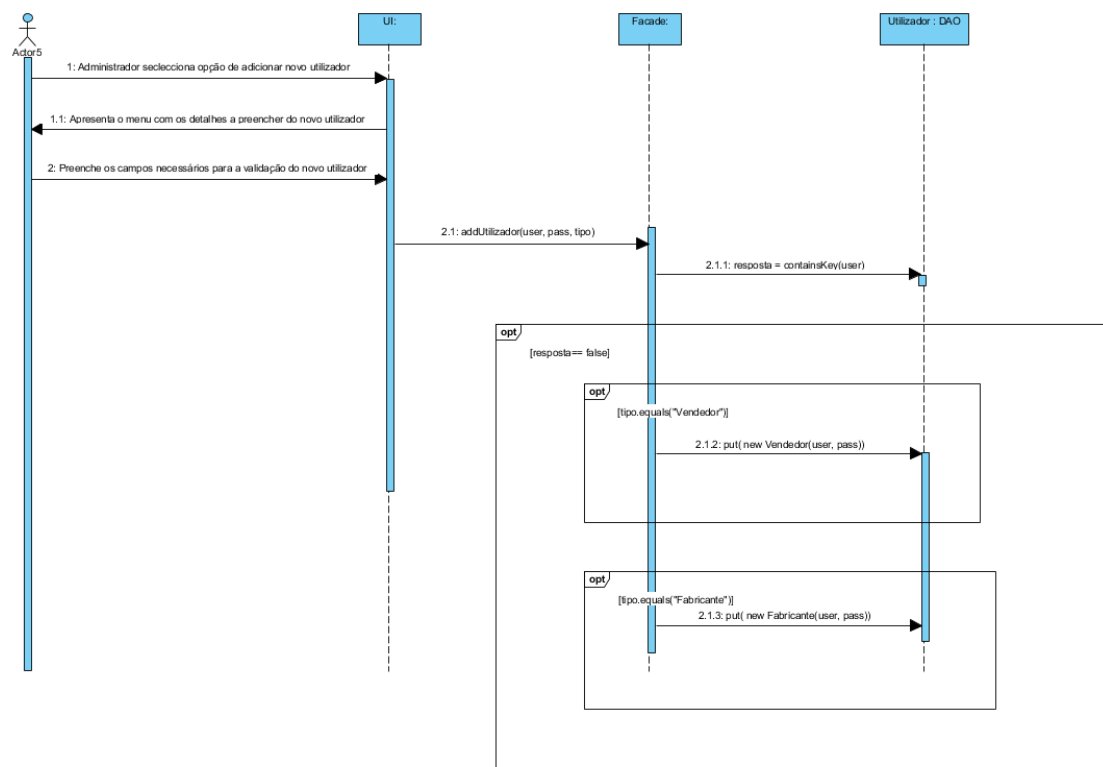 UI:
Facade:
Utilizador : DAO
Actor5
1: Administrador seclecciona opção de adicionar novo utilizador
1.1: Apresenta o menu com os detalhes a preencher do novo utilizador
2: Preenche os campos necessários para a validação do novo utilizador
2.1: addUtilizador(user, pass, tipo)
2.1.1: resposta = containsKey(user)
opt
[resposta== false]
opt
[tipo.equals("Vendedor")]
2.1.2: put( new Vendedor(user, pass))
opt
[tipo.equals("Fabricante")]
2.1.3: put( new Fabricante(user, pass))